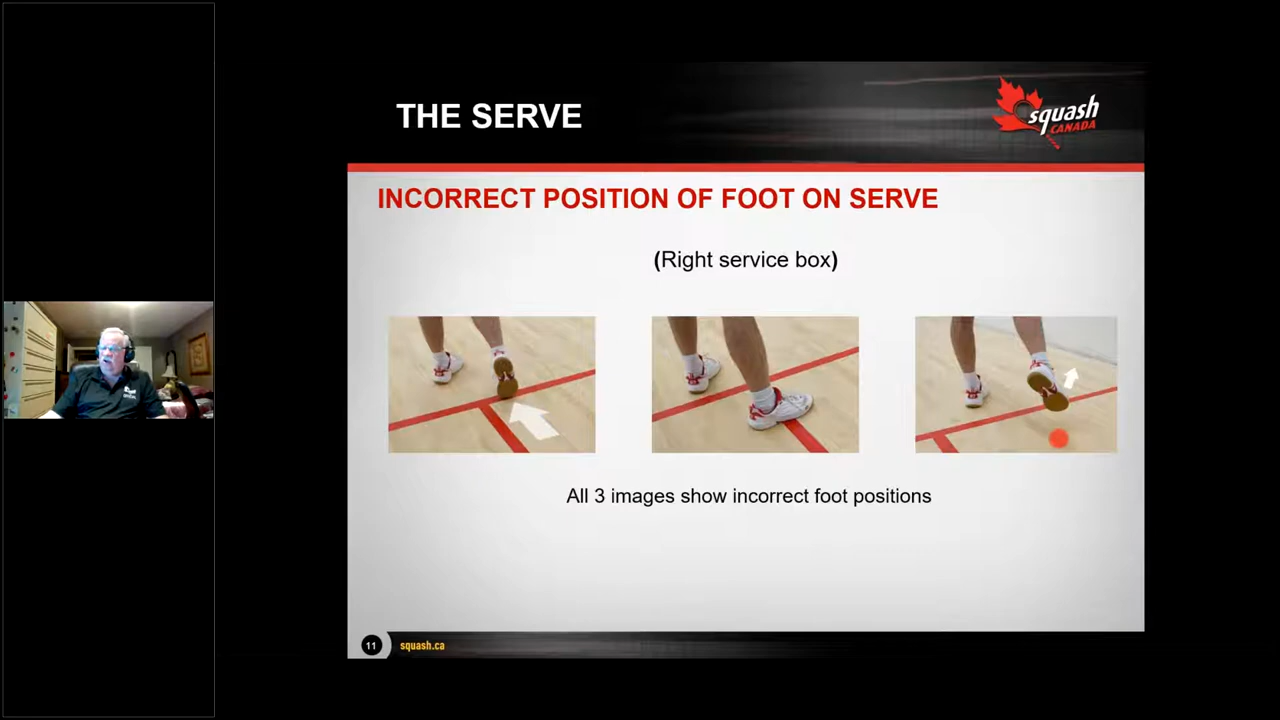 THE SERVE
squash
CANADA
INCORRECT POSITION OF FOOT ON SERVE
(Right service box)
All 3 images show incorrect foot positions
11
squash.ca